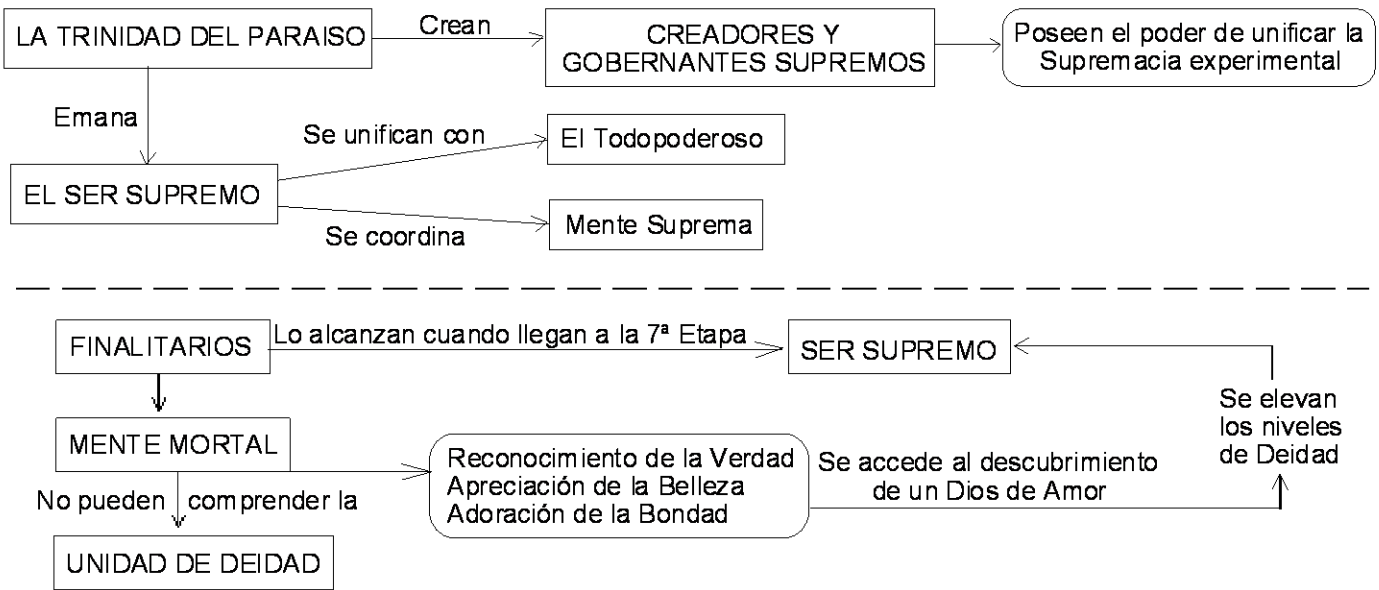 LA TRINIDAD DEL PARAISO
Crean
CREADORES Y
GOBERNANTES SUPREMOS
Poseen el poder de unificar la
Supremacia experimental
Emana
Se unifican con
El Todopoderoso
EL SER SUPREMO
Se coordina
Mente Suprema
FINALITARIOS
Lo alcanzan cuando llegan a la 7ª Etapa
SER SUPREMO
MENTE MORTAL
Reconocimiento de la Verdad
Apreciación de la Belleza
Adoración de la Bondad
Se accede al descubrimiento
de un Dios de Amor
Se elevan
los niveles
de Deidad
No pueden comprender la
UNIDAD DE DEIDAD